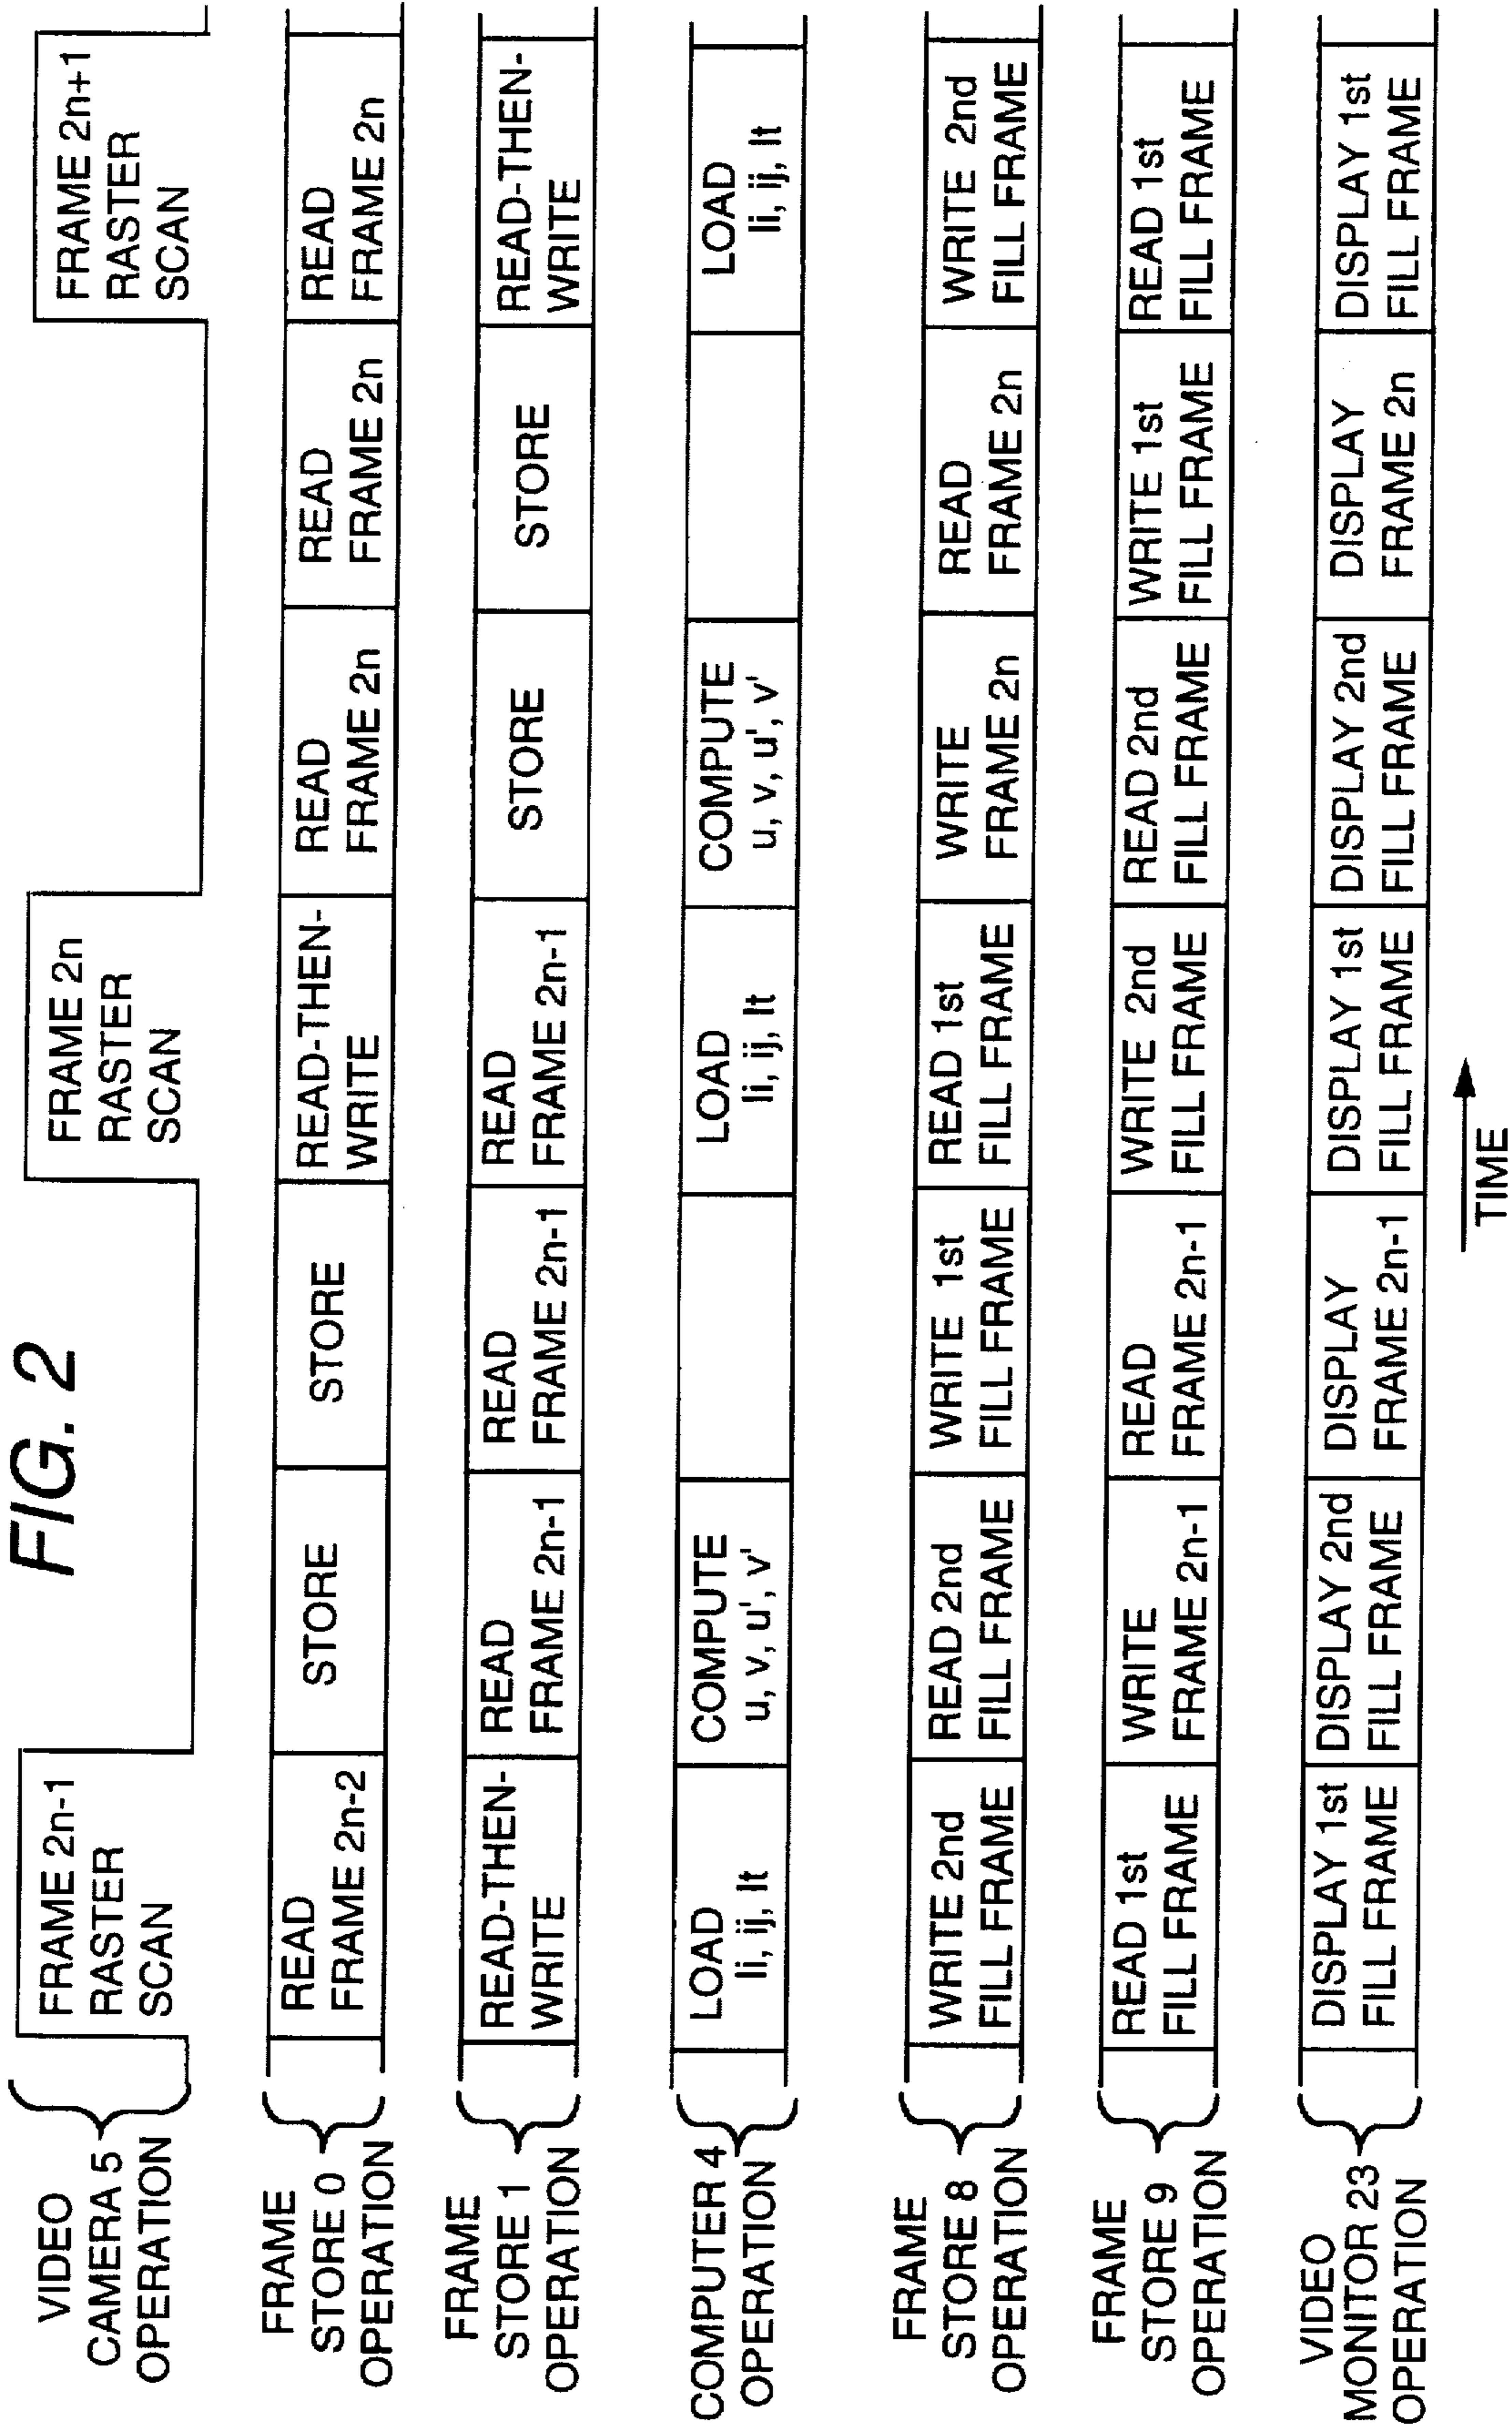 FIG. 2
VIDEO
CAMERA 5
OPERATION
FRAME 2n-1
RASTER
SCAN
FRAME 2n
RASTER
SCAN
FRAME 2n+1
RASTER
SCAN
FRAME
STORE 0
OPERATION
READ
FRAME 2n-2
STORE
STORE
READ-THEN-
WRITE
READ
FRAME 2n
READ
FRAME 2n
READ
FRAME 2n
FRAME
STORE 1
OPERATION
READ-THEN-
WRITE
READ
FRAME 2n-1
READ
FRAME 2n-1
READ
FRAME 2n-1
STORE
STORE
READ-THEN-
WRITE
COMPUTER 4
OPERATION
LOAD
Ii, ij, It
COMPUTE
u, v, u', v'
LOAD
Ii, ij, It
COMPUTE
u, v, u', v'
LOAD
Ii, ij, It
FRAME
STORE 8
OPERATION
WRITE 2nd
FILL FRAME
READ 2nd
FILL FRAME
WRITE 1st
FILL FRAME
READ 1st
FILL FRAME
WRITE
FRAME 2n
READ
FRAME 2n
WRITE 2nd
FILL FRAME
FRAME
STORE 9
OPERATION
READ 1st
FILL FRAME
WRITE
FRAME 2n-1
READ
FRAME 2n-1
WRITE 2nd
FILL FRAME
READ 2nd
FILL FRAME
WRITE 1st
FILL FRAME
READ 1st
FILL FRAME
VIDEO
MONITOR 23
OPERATION
DISPLAY 1st
FILL FRAME
DISPLAY 2nd
FILL FRAME
DISPLAY
FRAME 2n-1
DISPLAY 1st
FILL FRAME
DISPLAY 2nd
FILL FRAME
DISPLAY
FRAME 2n
DISPLAY 1st
FILL FRAME
TIME